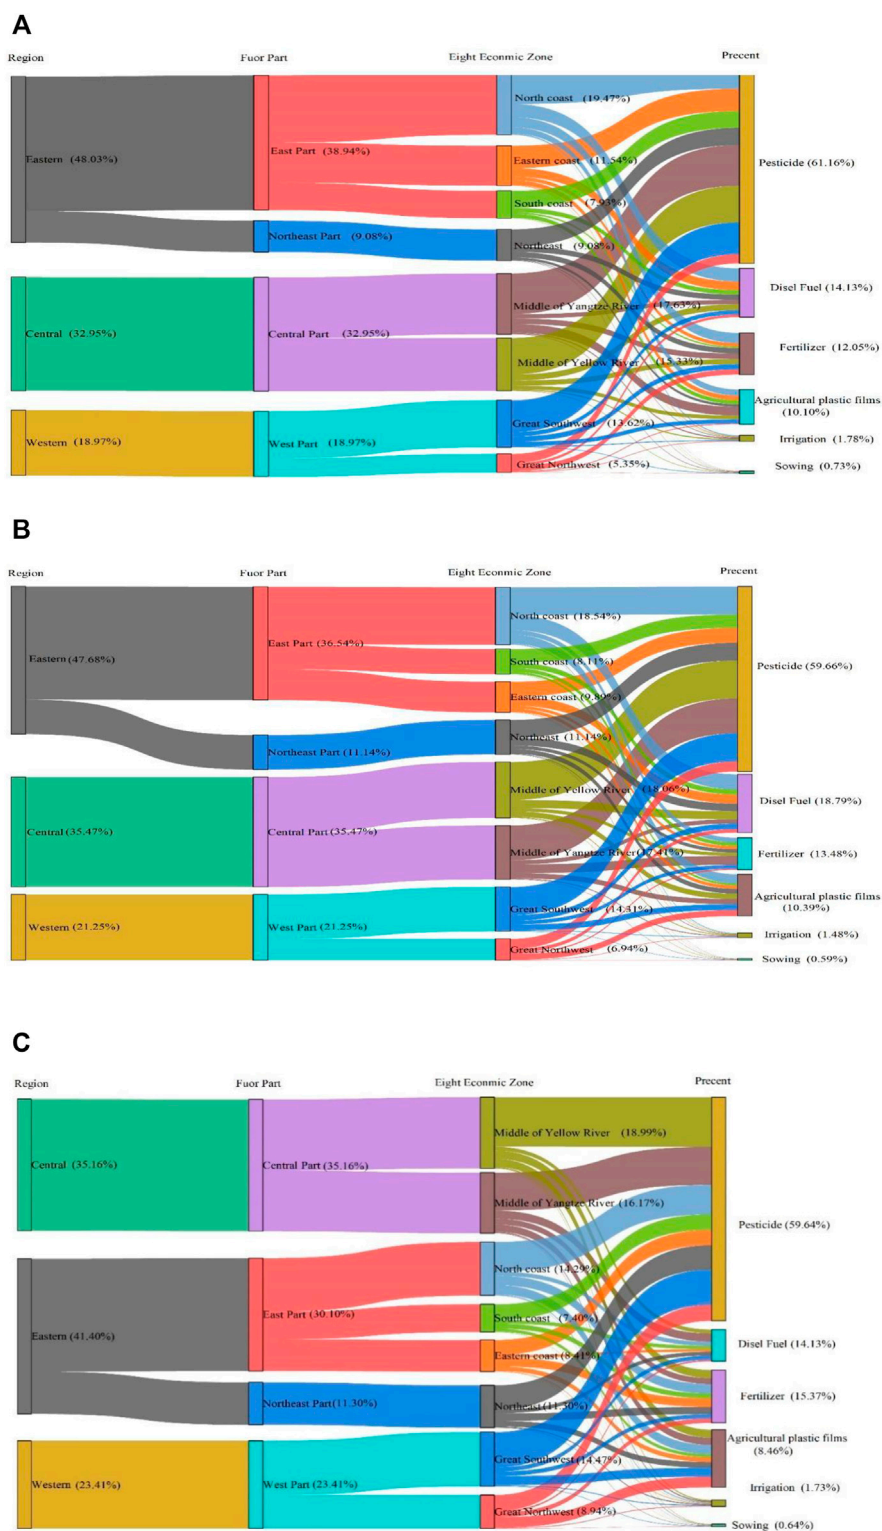 A
Region Fuor Part Eight Econmic Zone Precent
North coast (19.47%)
East Part (38.94%)
Eastern (48.03%)
Eastern coast (11.54%)
Pesticide (61.16%)
South coast (7.93%)
Northeast Part (9.08%)
Northeast (9.08%)
Disel Fuel (14.13%)
Middle of Yangtze River (17.63%)
Central (32.95%)
Central Part (32.95%)
Fertilizer (12.05%)
Middle of Yellow River (15.33%)
Agricultural plastic films
(10.10%)
Great Southwest (13.62%)
Western (18.97%)
West Part (18.97%)
Irrigation (1.78%)
Great Northwest (5.35%)
Sowing (0.73%)
B
Region Fuor Part Eight Econmic Zone Precent
North coast (18.54%)
East Part (36.54%)
Eastern (47.68%)
South coast (8.11%)
Pesticide (59.66%)
Eastern coast (9.89%)
Northeast (11.14%)
Northeast Part (11.14%)
Middle of Yellow River (18.06%)
Disel Fuel (18.79%)
Central (35.47%)
Central Part (35.47%)
Middle of Yangtze River (17.41%)
Fertilizer (13.48%)
Agricultural plastic films
(10.39%)
Great Southwest (14.31%)
Western (21.25%)
West Part (21.25%)
Irrigation (1.48%)
Great Northwest (6.94%)
Sowing (0.59%)
C
Region Fuor Part Eight Econmic Zone Precent
Middle of Yellow River (18.99%)
Central (35.16%)
Central Part (35.16%)
Middle of Yangtze River (16.17%)
Pesticide (59.64%)
North coast (14.29%)
East Part (30.10%)
South coast (7.40%)
Eastern (41.40%)
Disel Fuel (14.13%)
Eastern coast (8.41%)
Fertilizer (15.37%)
Northeast Part (11.30%)
Northeast (11.30%)
Agricultural plastic films
(8.46%)
Great Southwest (14.47%)
Western (23.41%)
West Part (23.41%)
Irrigation (1.73%)
Great Northwest (8.94%)
Sowing (0.64%)